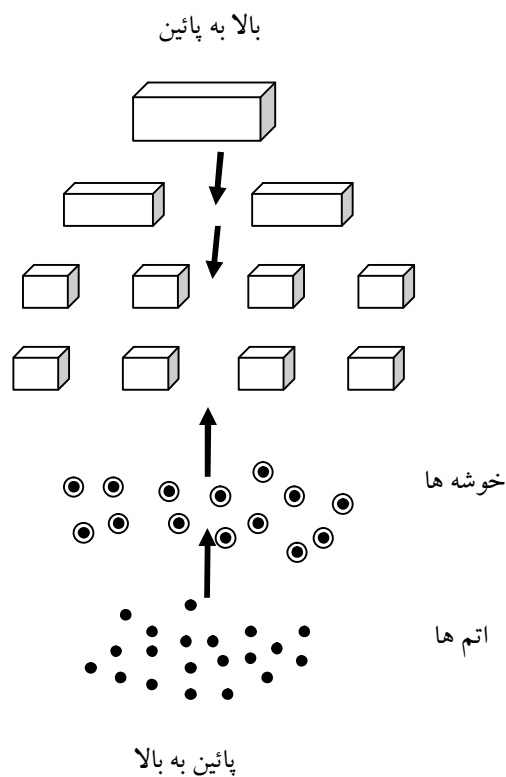 بالا به پائین
خوشه ها
اتم ها
پائین به بالا